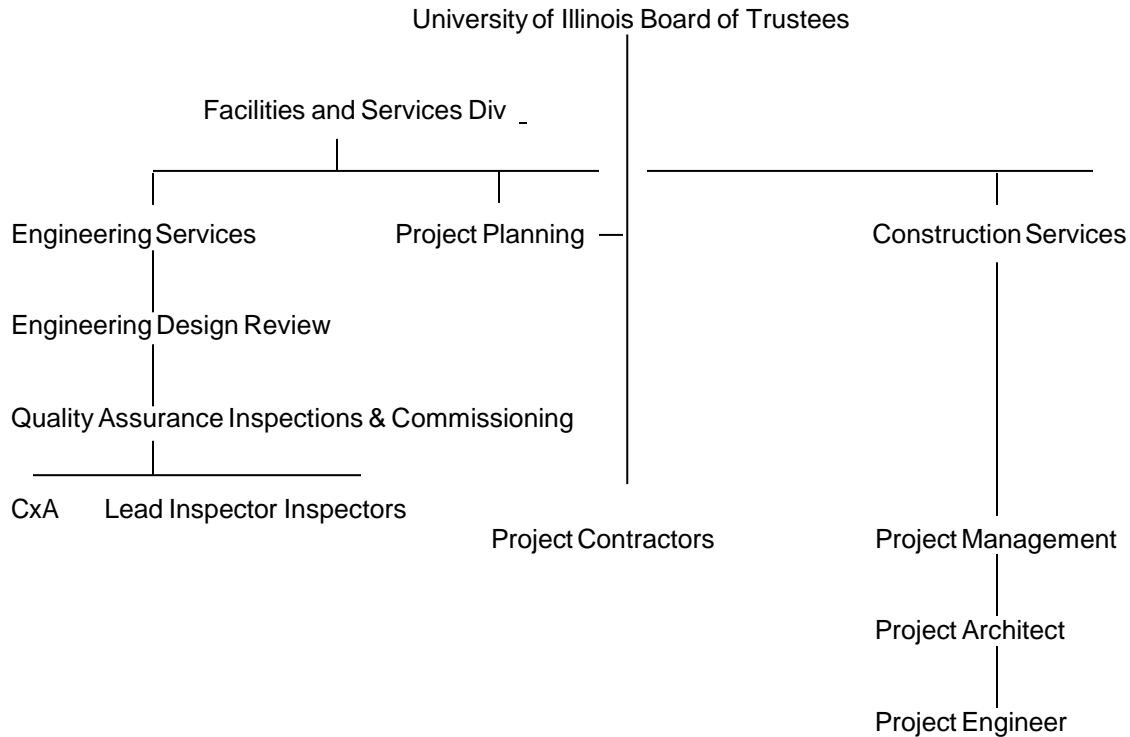 University of Illinois Board of Trustees
Facilities and Services Div
Engineering Services
Project Planning
Construction Services
Engineering Design Review
Quality Assurance Inspections & Commissioning
CxA
Lead Inspector Inspectors
Project Contractors
Project Management
Project Architect
Project Engineer